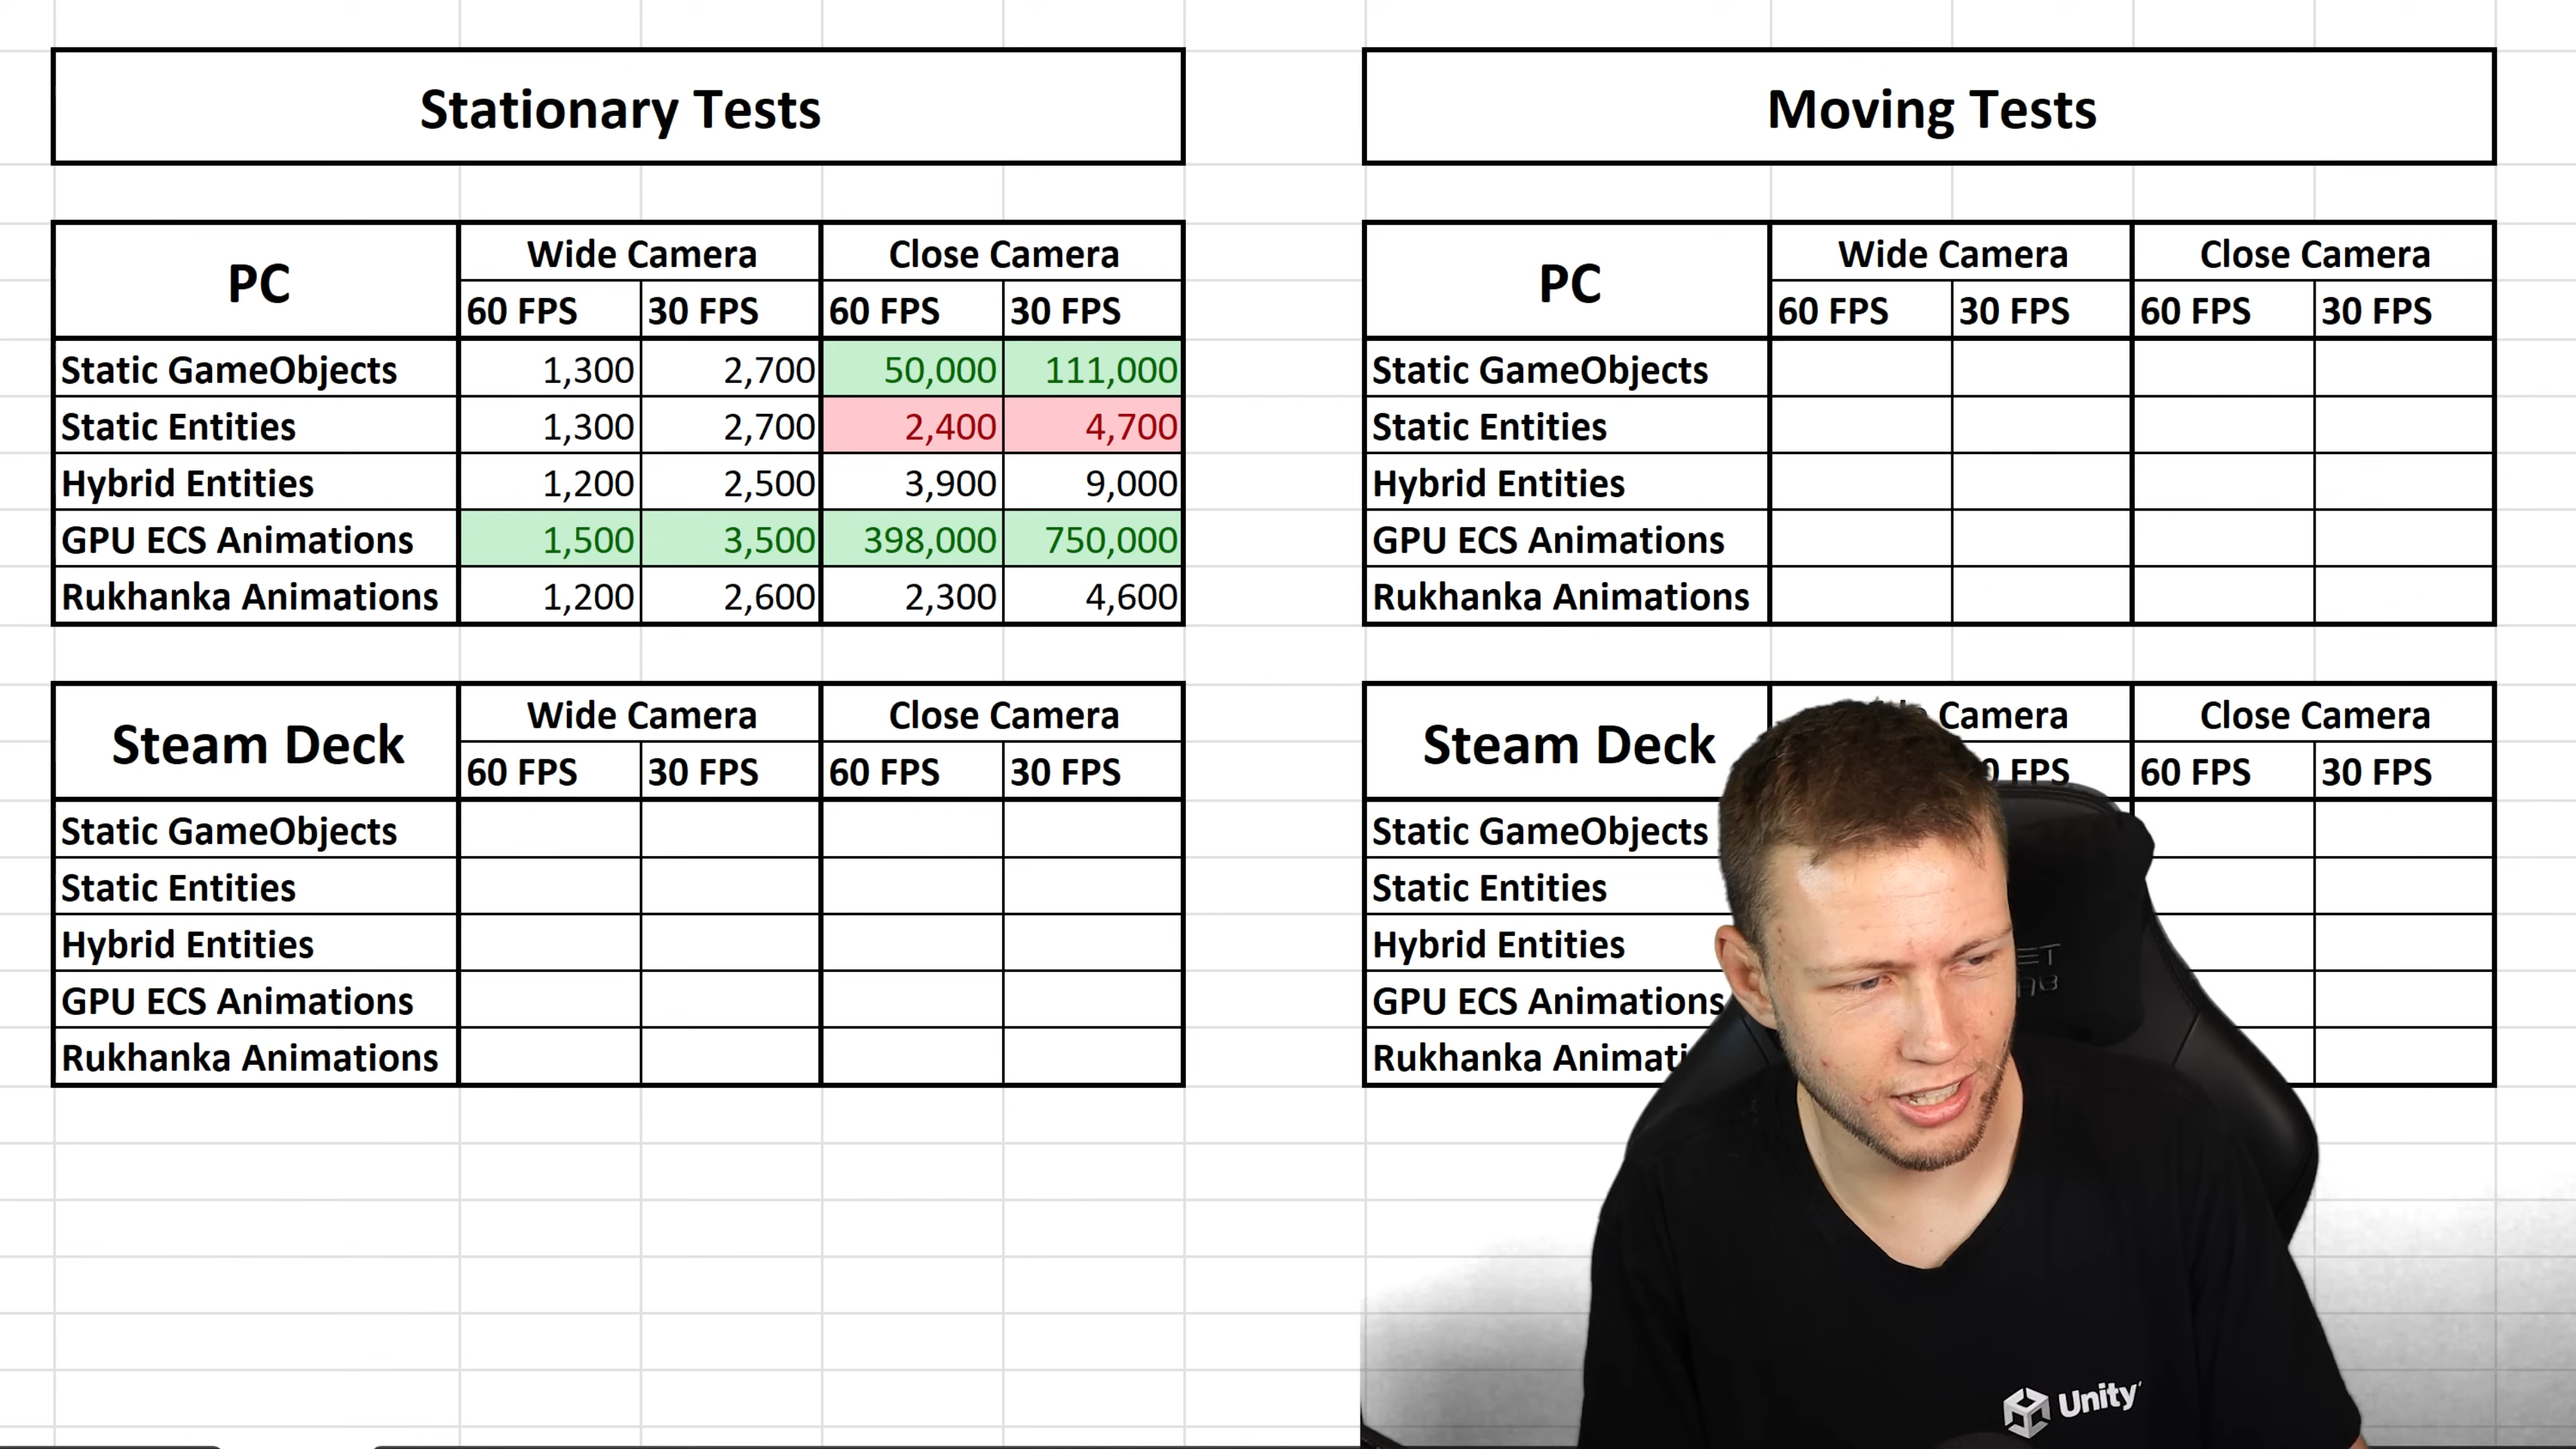 Stationary Tests
Moving Tests
PC Wide Camera Close Camera
60 FPS 30 FPS 60 FPS 30 FPS
Static GameObjects 1,300 2,700 50,000 111,000
Static Entities 1,300 2,700 2,400 4,700
Hybrid Entities 1,200 2,500 3,900 9,000
GPU ECS Animations 1,500 3,500 398,000 750,000
Rukhanka Animations 1,200 2,600 2,300 4,600
PC Wide Camera Close Camera
60 FPS 30 FPS 60 FPS 30 FPS
Static GameObjects
Static Entities
Hybrid Entities
GPU ECS Animations
Rukhanka Animations
Steam Deck Wide Camera Close Camera
60 FPS 30 FPS 60 FPS 30 FPS
Static GameObjects
Static Entities
Hybrid Entities
GPU ECS Animations
Rukhanka Animations
Steam Deck Camera Close Camera
FPS 60 FPS 30 FPS
Static GameObjects
Static Entities
Hybrid Entities
GPU ECS Animations
Rukhanka
Unity